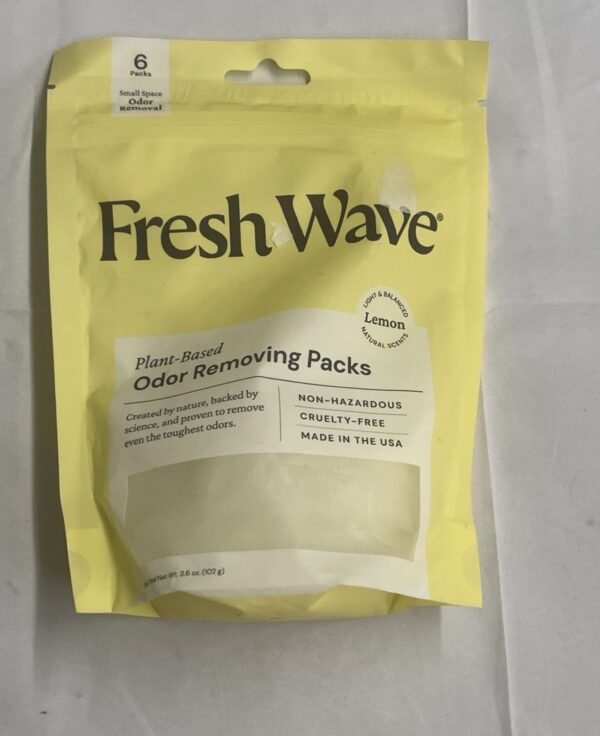 6
Packs
Small Space
Odor
Removal
Fresh Wave®
LIGHT & BALANCED
Lemon
NATURAL SCENTS
Plant-Based
Odor Removing Packs
Created by nature, backed by
science, and proven to remove
even the toughest odors.
NON-HAZARDOUS
CRUELTY-FREE
MADE IN THE USA
Net Wt. 3.6 oz. (102 g)